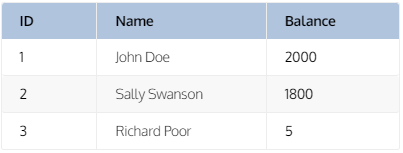 ID Name Balance
1 John Doe 2000
2 Sally Swanson 1800
3 Richard Poor 5